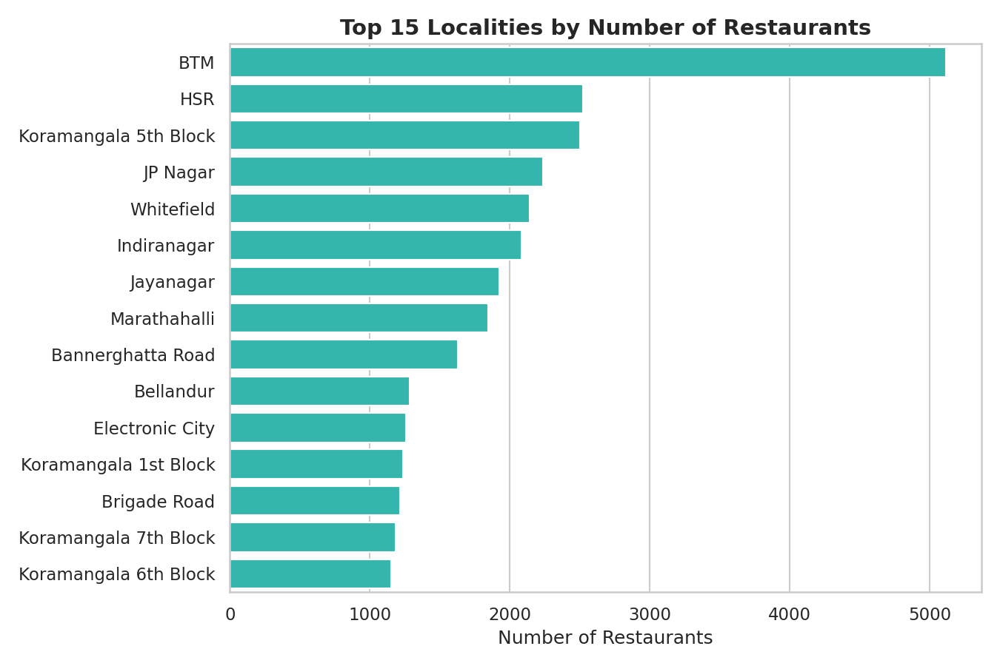 Top 15 Localities by Number of Restaurants
BTM
HSR
Koramangala 5th Block
JP Nagar
Whitefield
Indiranagar
Jayanagar
Marathahalli
Bannerghatta Road
Bellandur
Electronic City
Koramangala 1st Block
Brigade Road
Koramangala 7th Block
Koramangala 6th Block
0 1000 2000 3000 4000 5000
Number of Restaurants